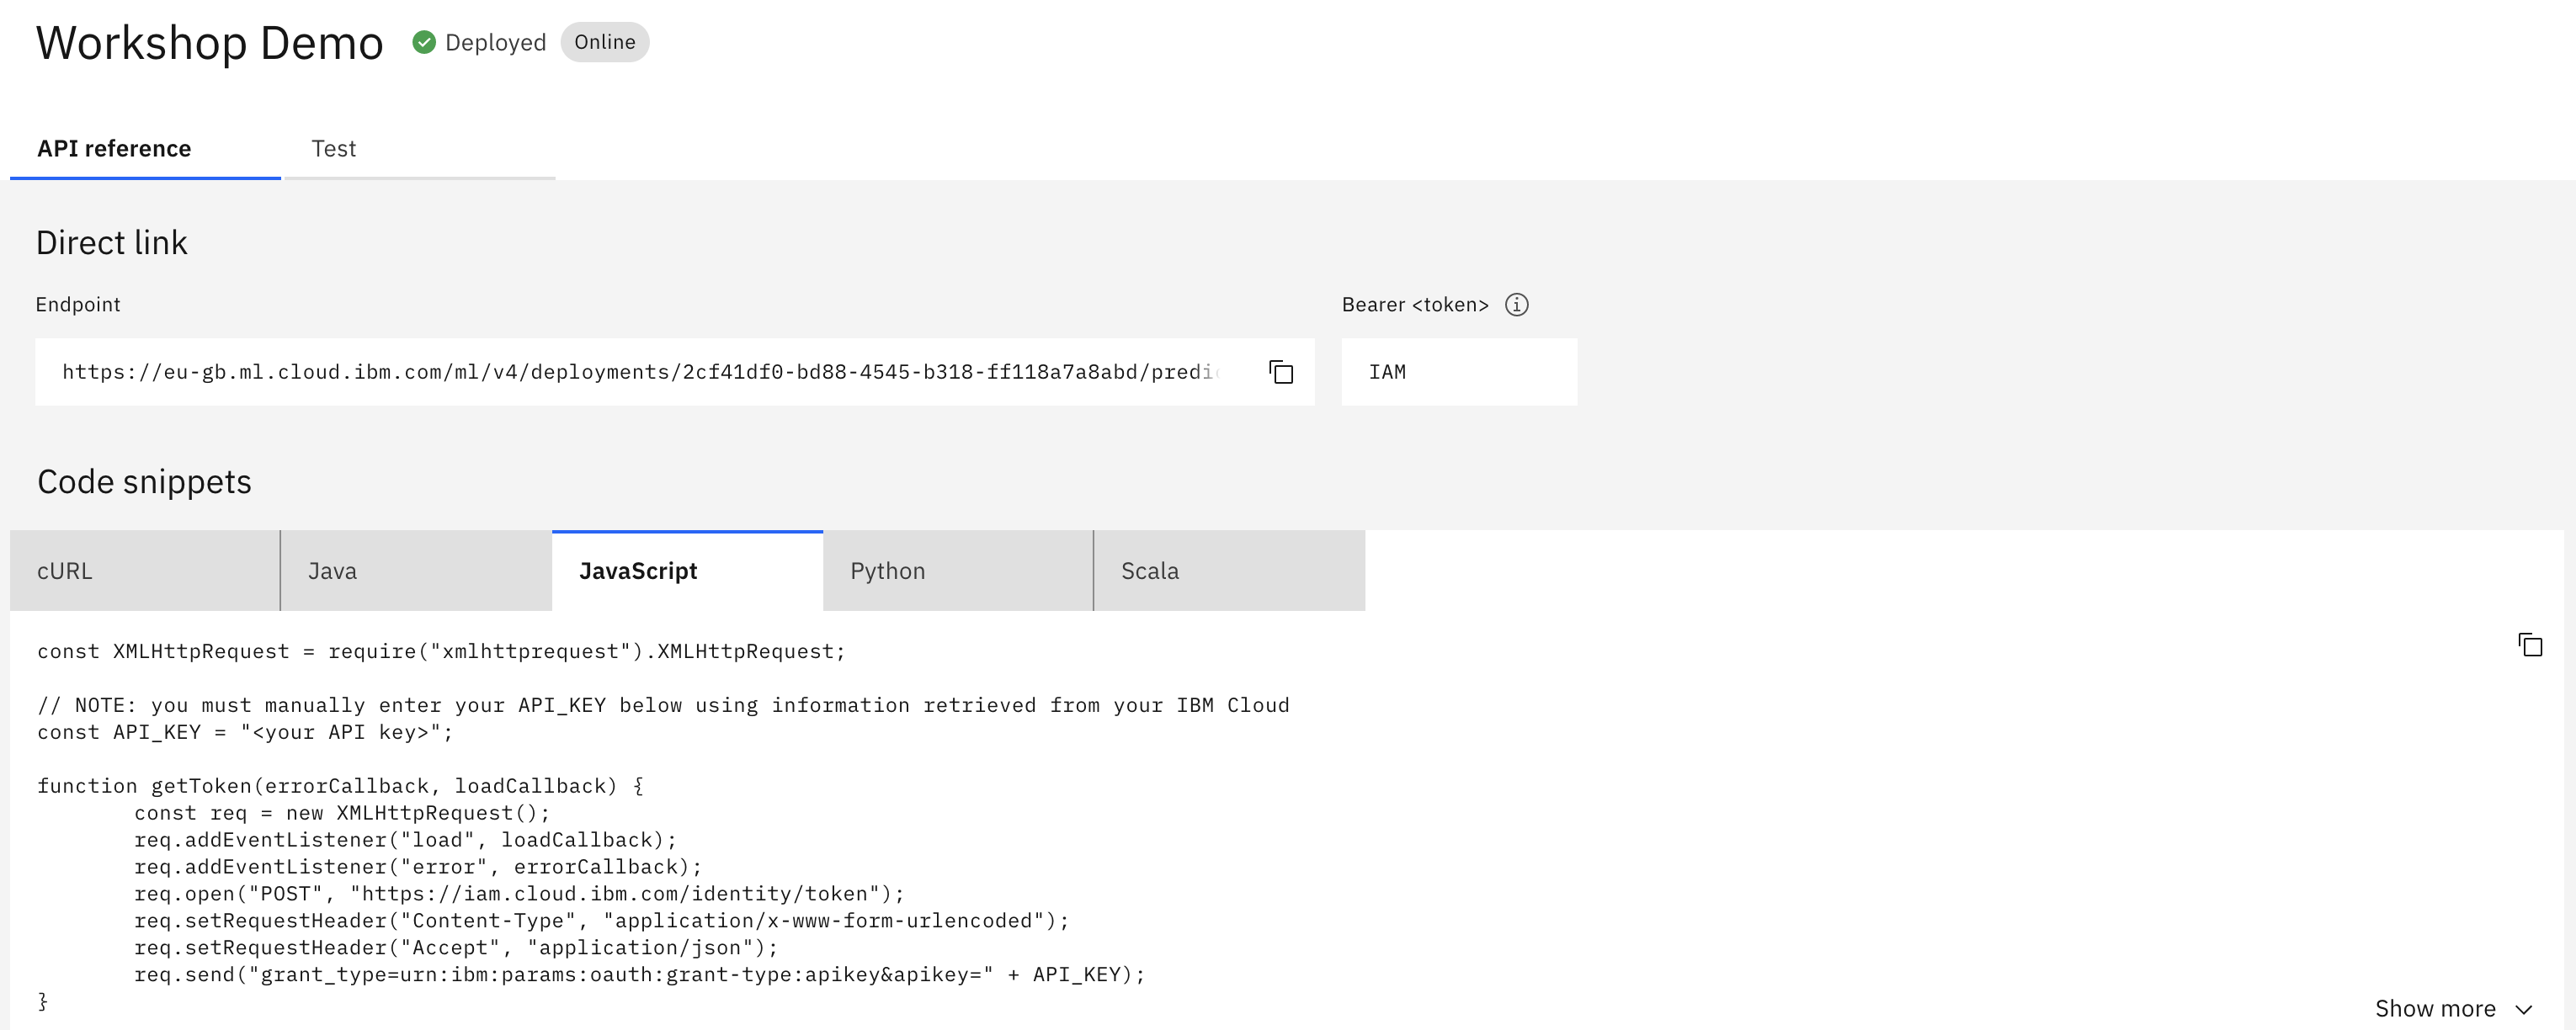 Workshop Demo Deployed Online
API reference Test
Direct link
Endpoint Bearer <token>
https://eu-gb.ml.cloud.ibm.com/ml/v4/deployments/2cf41df0-bd88-4545-b318-ff118a7a8abd/predi IAM
Code snippets
cURL Java JavaScript Python Scala
const XMLHttpRequest = require("xmlhttprequest").XMLHttpRequest;
// NOTE: you must manually enter your API_KEY below using information retrieved from your IBM Cloud
const API_KEY = "<your API key>";
function getToken(errorCallback, loadCallback) {
const req = new XMLHttpRequest();
req.addEventListener("load", loadCallback);
req.addEventListener("error", errorCallback);
req.open("POST", "https://iam.cloud.ibm.com/identity/token");
req.setRequestHeader("Content-Type", "application/x-www-form-urlencoded");
req.setRequestHeader("Accept", "application/json");
req.send("grant_type=urn:ibm:params:oauth:grant-type:apikey&apikey=" + API_KEY);
}
Show more